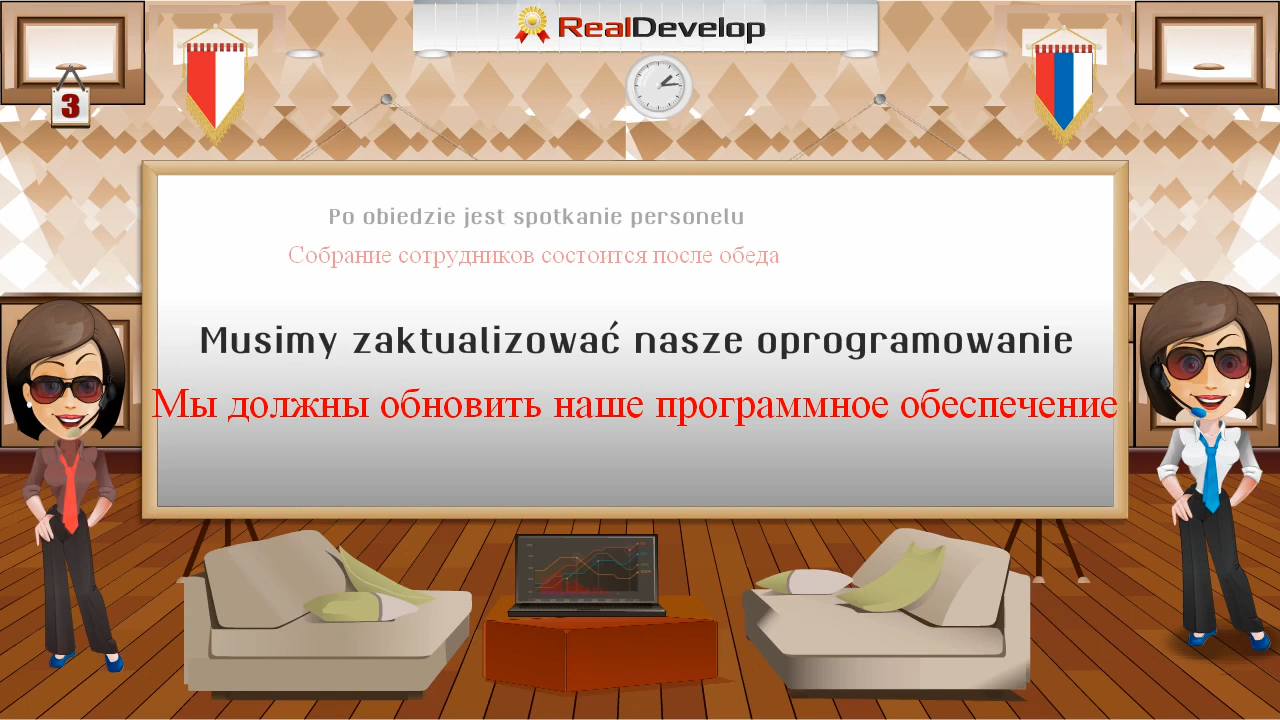 RealDevelop
3
Po obiedzie jest spotkanie personelu
Собрание сотрудников состоится после обеда
Musimy zaktualizować nasze oprogramowanie
Мы должны обновить наше программное обеспечение